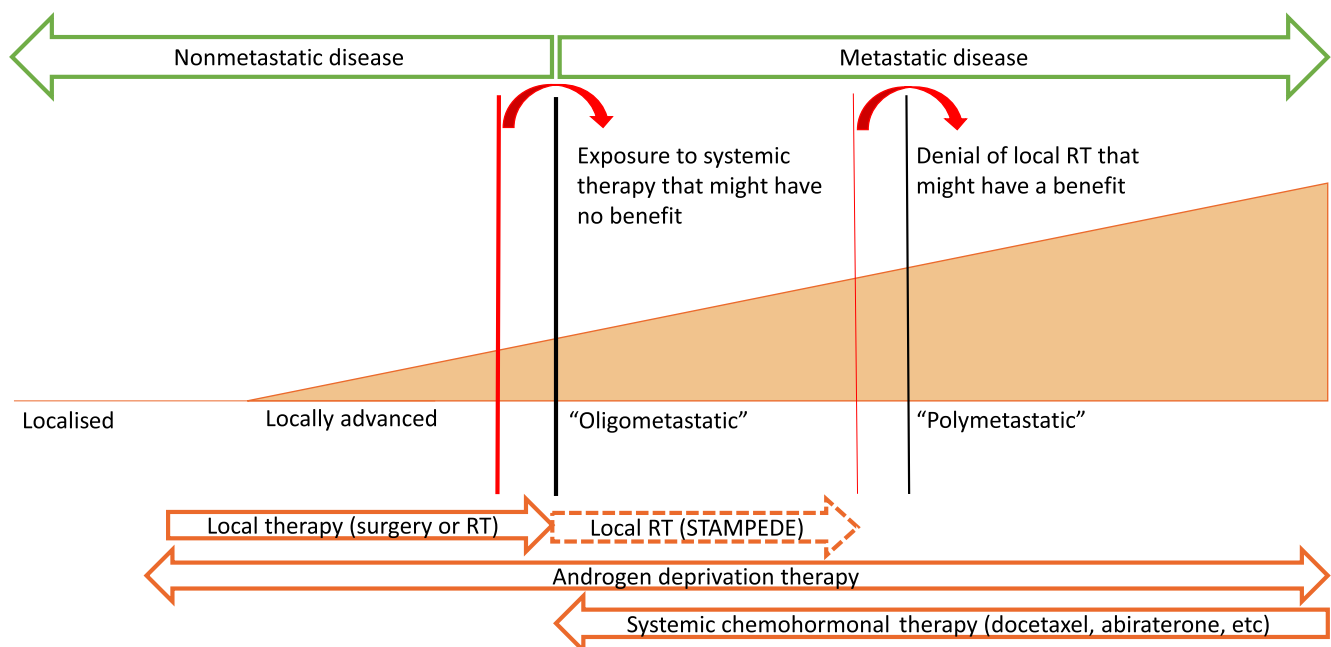 Nonmetastatic disease
Metastatic disease
Exposure to systemic
therapy that might have
no benefit
Denial of local RT that
might have a benefit
Localised
Locally advanced
“Oligometastatic”
“Polymetastatic”
Local therapy (surgery or RT)
Local RT (STAMPEDE)
Androgen deprivation therapy
Systemic chemohormonal therapy (docetaxel, abiraterone, etc)